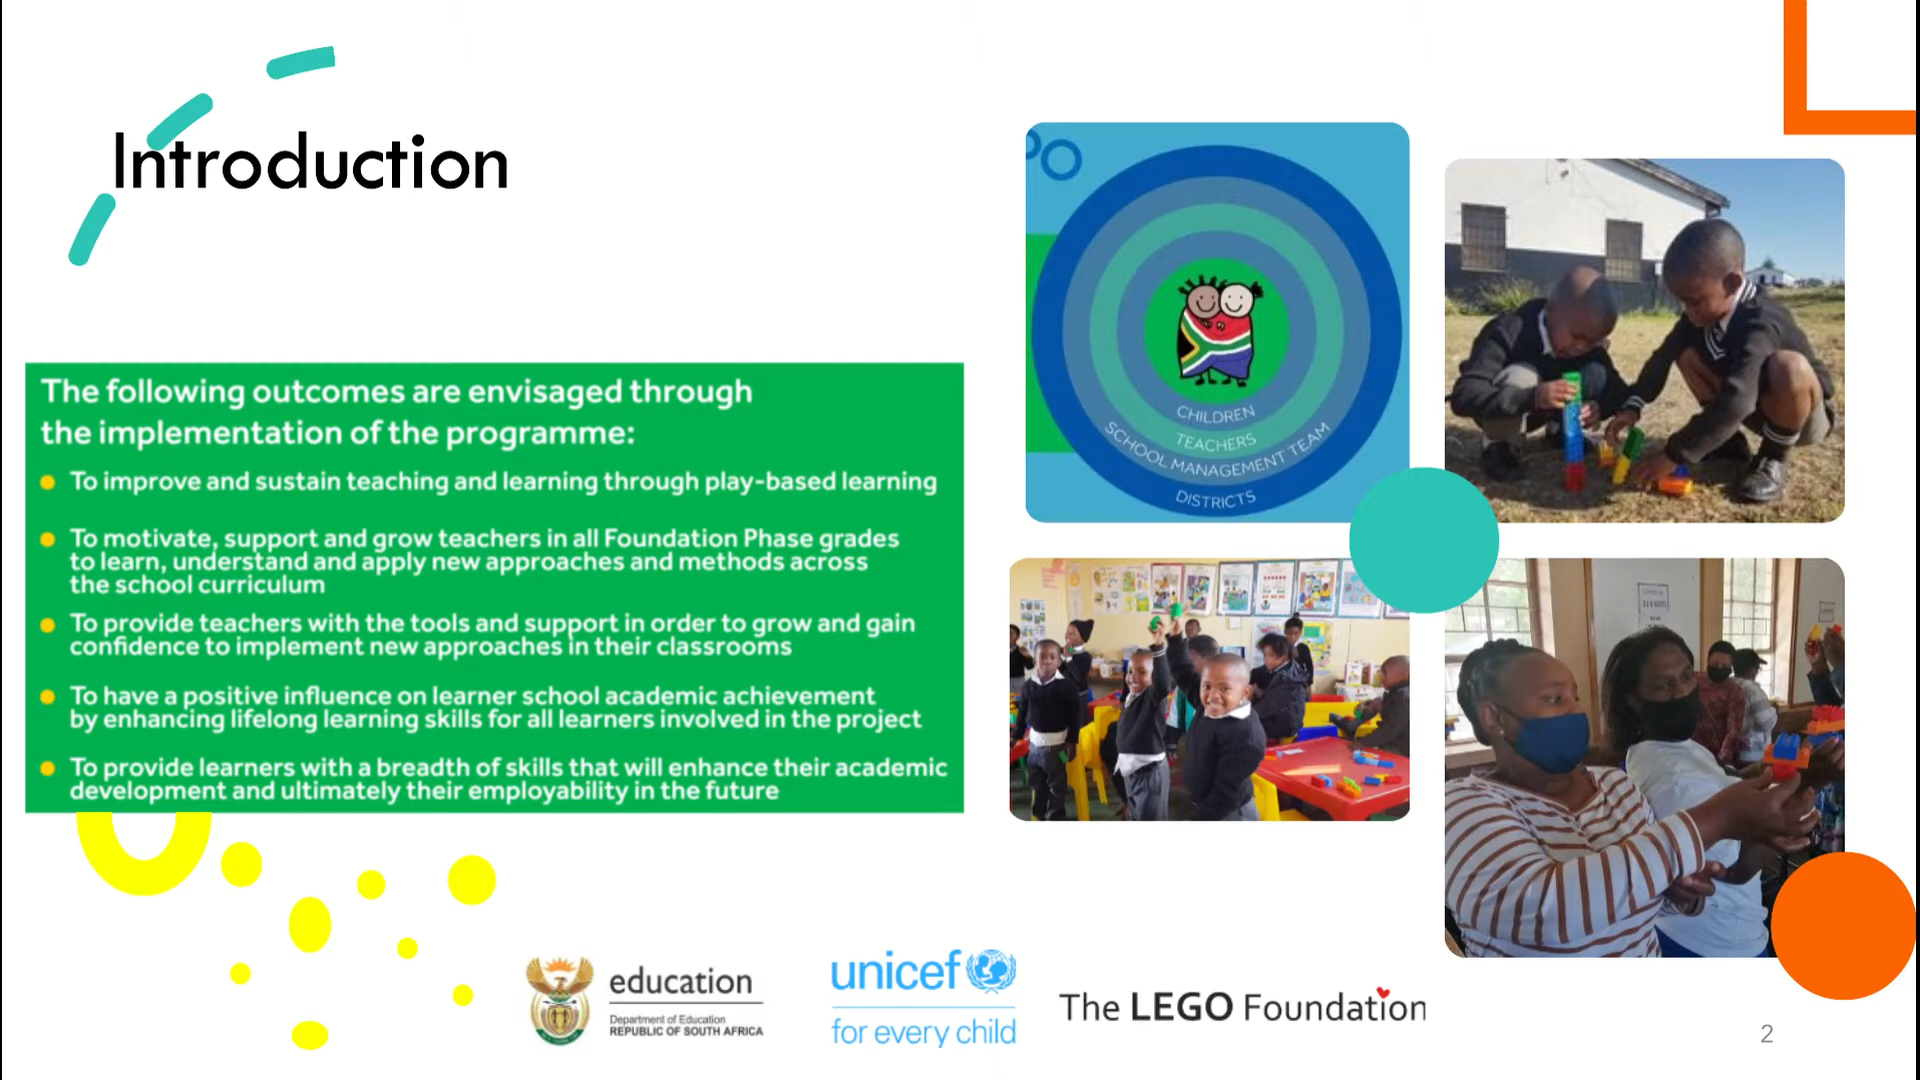 Introduction
The following outcomes are envisaged through
the implementation of the programme:
To improve and sustain teaching and learning through play-based learning
To motivate, support and grow teachers in all Foundation Phase grades
to learn, understand and apply new approaches and methods across
the school curriculum
To provide teachers with the tools and support in order to grow and gain
confidence to implement new approaches in their classrooms
To have a positive influence on learner school academic achievement
by enhancing lifelong learning skills for all learners involved in the project
To provide learners with a breadth of skills that will enhance their academic
development and ultimately their employability in the future
CHILDREN
TEACHERS
SCHOOL MANAGEMENT TEAM
DISTRICTS
education
Department of Education
REPUBLIC OF SOUTH AFRICA
unicef
for every child
The LEGO Foundation
2